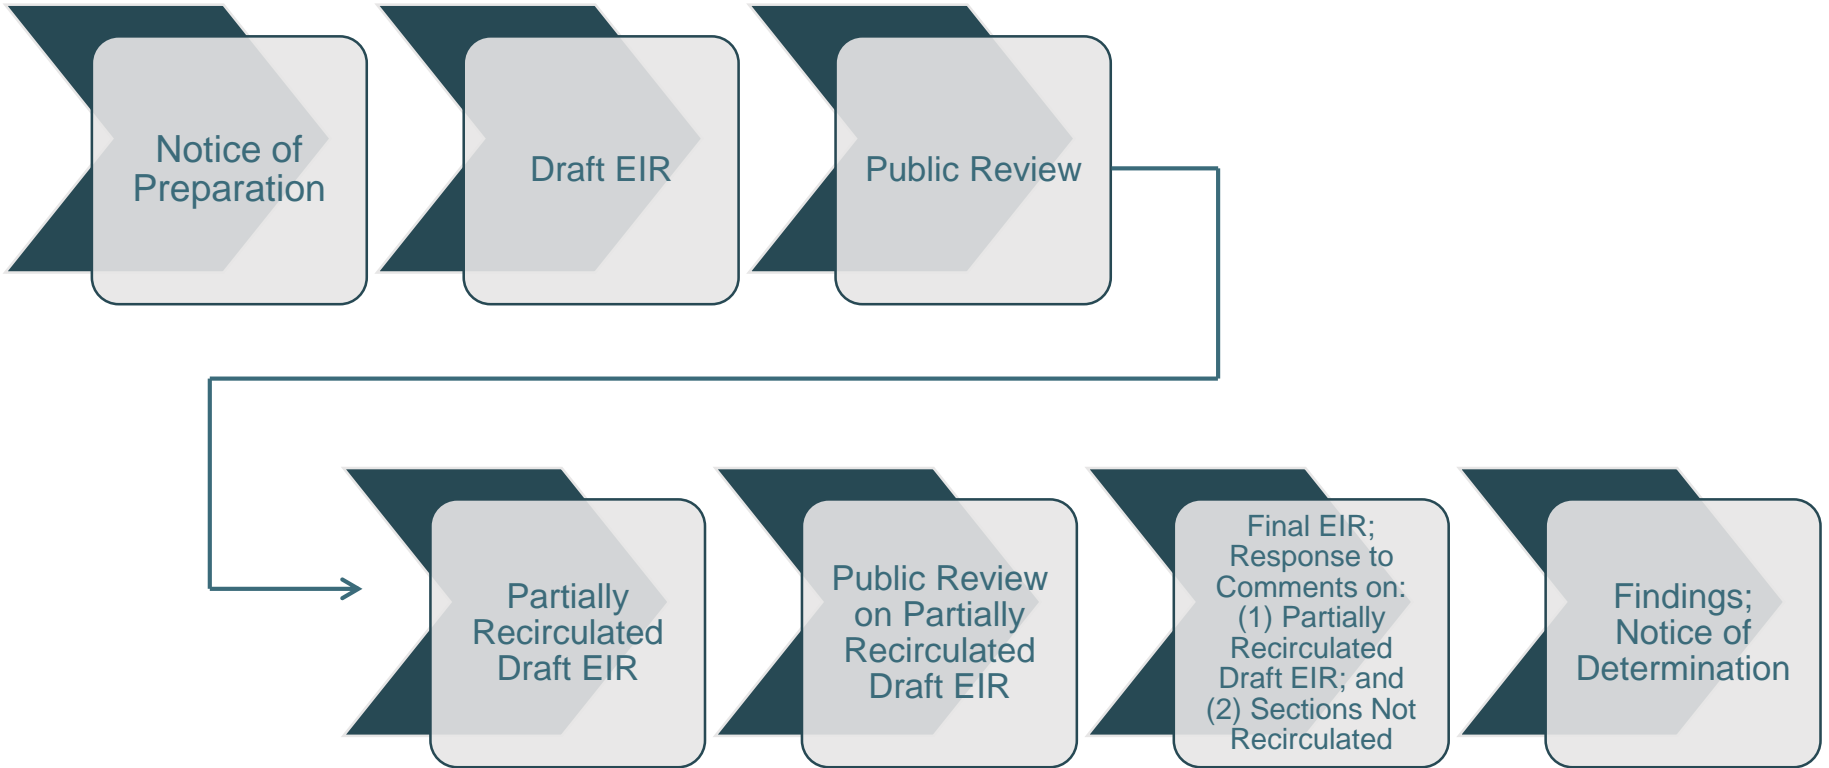 Notice of
Preparation
Draft EIR
Public Review
Partially
Recirculated
Draft EIR
Public Review
on Partially
Recirculated
Draft EIR
Final EIR;
Response to
Comments on:
(1) Partially
Recirculated
Draft EIR; and
(2) Sections Not
Recirculated
Findings;
Notice of
Determination